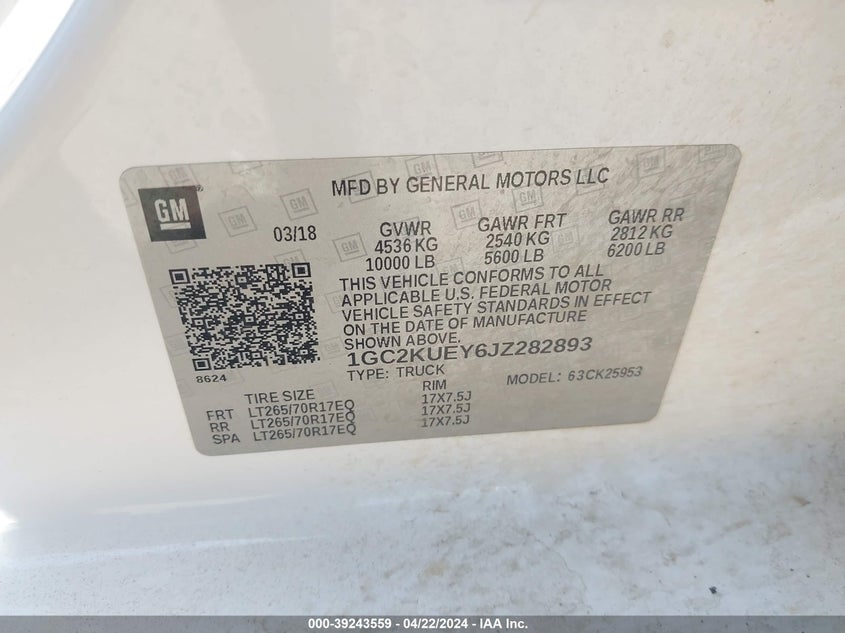 MFD BY GENERAL MOTORS LLC
GM
03/18
GVWR GAWR FRT GAWR RR
4536 KG 2540 KG 2812 KG
10000 LB 5600 LB 6200 LB
THIS VEHICLE CONFORMS TO ALL
APPLICABLE U.S. FEDERAL MOTOR
VEHICLE SAFETY STANDARDS IN EFFECT
ON THE DATE OF MANUFACTURE
SHOWN ABOVE.
1GC2KUEY6JZ282893
8624
TYPE: TRUCK MODEL: 63CK25953
TIRE SIZE RIM
FRT LT265/70R17EQ 17X7.5J
RR LT265/70R17EQ 17X7.5J
SPA LT265/70R17EQ 17X7.5J
000-39243559 - 04/22/2024 - IAA, Inc.